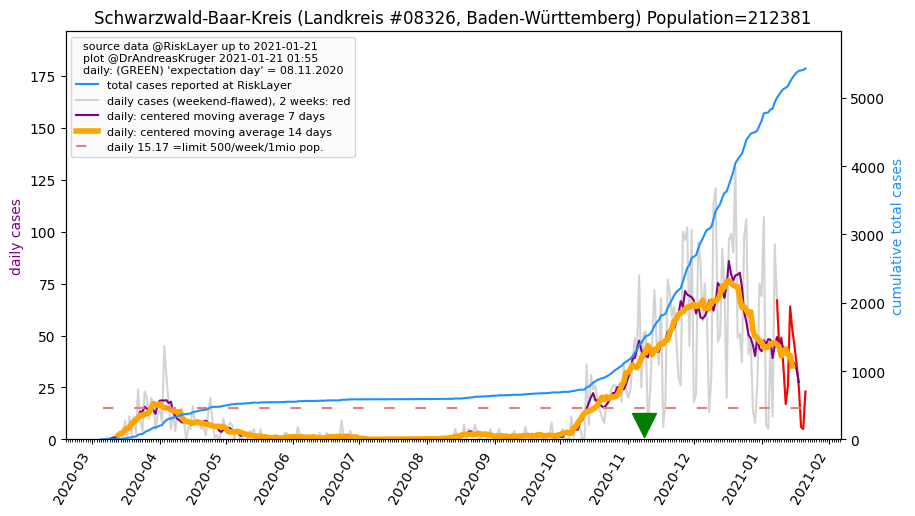 Schwarzwald-Baar-Kreis (Landkreis #08326, Baden-Württemberg) Population=212381
source data @RiskLayer up to 2021-01-21
plot @DrAndreasKruger 2021-01-21 01:55
daily: (GREEN) 'expectation day' = 08.11.2020
total cases reported at RiskLayer
daily cases (weekend-flawed), 2 weeks: red
daily: centered moving average 7 days
daily: centered moving average 14 days
daily 15.17 =limit 500/week/1mio pop.
daily cases
175
150
125
100
75
50
25
0
cumulative total cases
5000
4000
3000
2000
1000
0
2020-03
2020-04
2020-05
2020-06
2020-07
2020-08
2020-09
2020-10
2020-11
2020-12
2021-01
2021-02